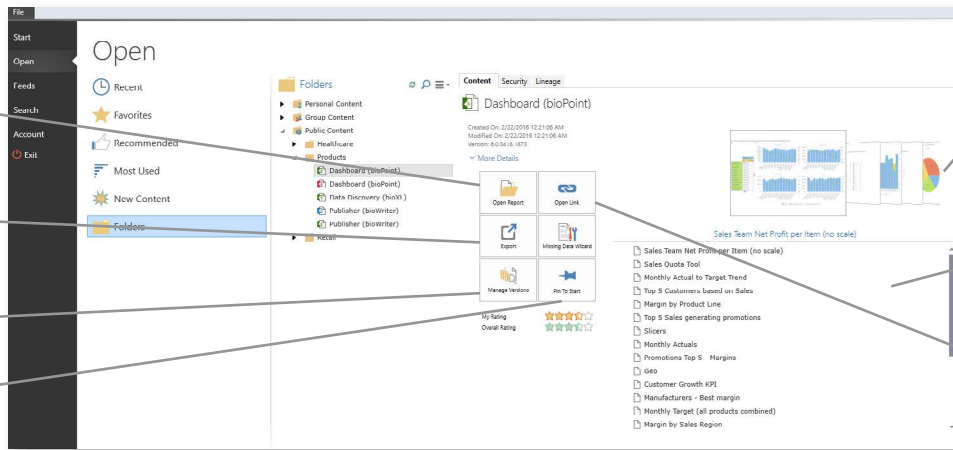 File
Start
Open
Feeds
Search
Account
Exit
Open
Recent
Favorites
Recommended
Most Used
New Content
Folders
Folders
Personal Content
Group Content
Public Content
Healthcare
Products
Dashboard (bioPoint)
Dashboard (bioPoint)
Data Discovery (bioXL)
Publisher (bioWriter)
Publisher (bioWriter)
Retail
Content Security Lineage
Dashboard (bioPoint)
Created On: 2/22/2016 12:21:06 AM
Modified On: 2/22/2016 12:21:06 AM
Version: 6.0.3416.1673
More Details
Open Report
Open Link
Export
Missing Data Wizard
Manage Versions
Pin To Start
My Rating
Overall Rating
Sales Team Net Profit per Item (no scale)
Sales Team Net Profit per Item (no scale)
Sales Quota Tool
Monthly Actual to Target Trend
Top 5 Customers based on Sales
Margin by Product Line
Top 5 Sales generating promotions
Slicers
Monthly Actuals
Promotions Top 5 Margins
Geo
Customer Growth KPI
Manufacturers - Best margin
Monthly Target (all products combined)
Margin by Sales Region